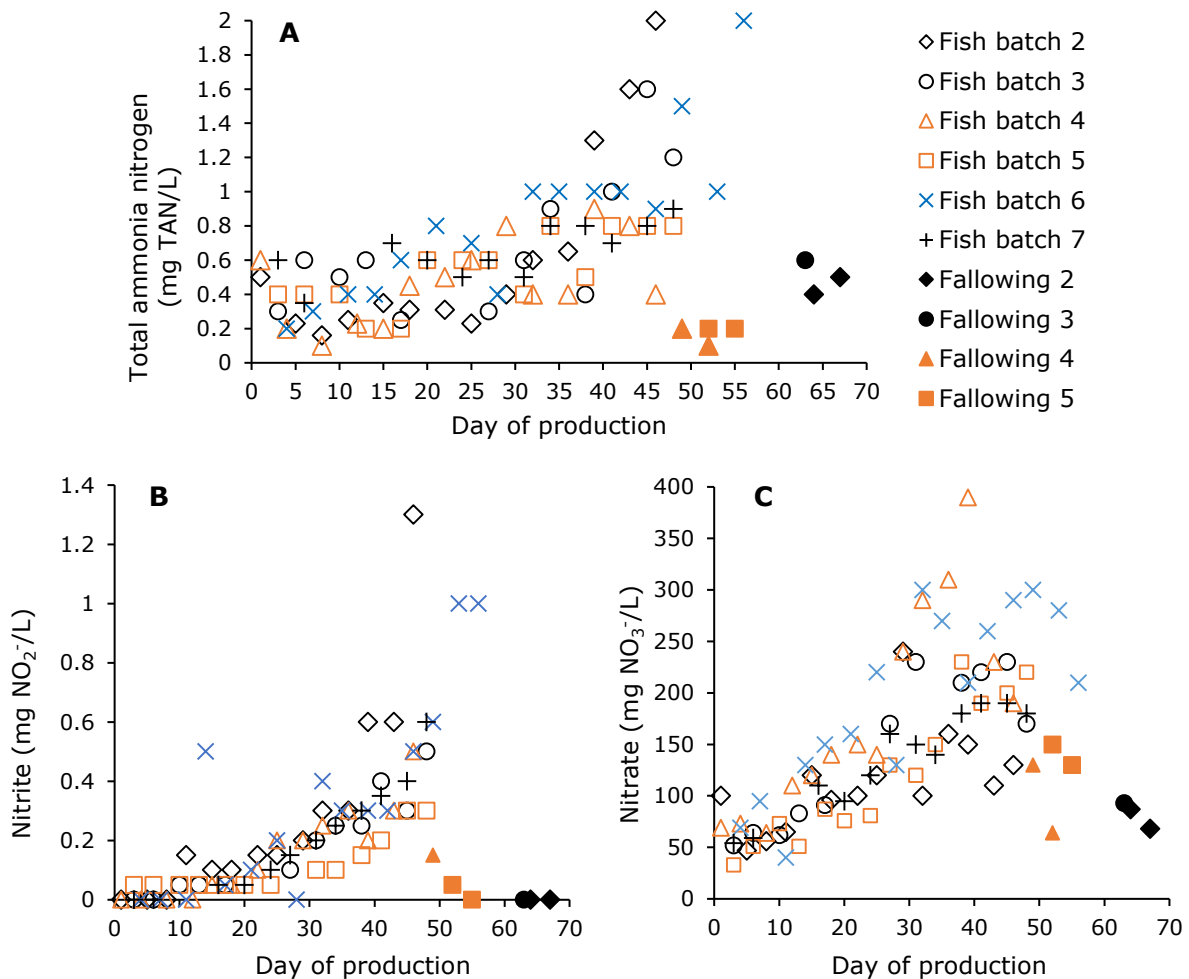 A
2
1.8
1.6
1.4
1.2
1
0.8
0.6
0.4
0.2
0
0 5 10 15 20 25 30 35 40 45 50 55 60 65 70
Total ammonia nitrogen
(mg TAN/L)
Day of production
Fish batch 2
Fish batch 3
Fish batch 4
Fish batch 5
Fish batch 6
Fish batch 7
Fallowing 2
Fallowing 3
Fallowing 4
Fallowing 5
B
1.4
1.2
1
0.8
0.6
0.4
0.2
0
0 10 20 30 40 50 60 70
Nitrite (mg NO₂⁻/L)
Day of production
C
400
350
300
250
200
150
100
50
0
0 10 20 30 40 50 60 70
Nitrate (mg NO₃⁻/L)
Day of production